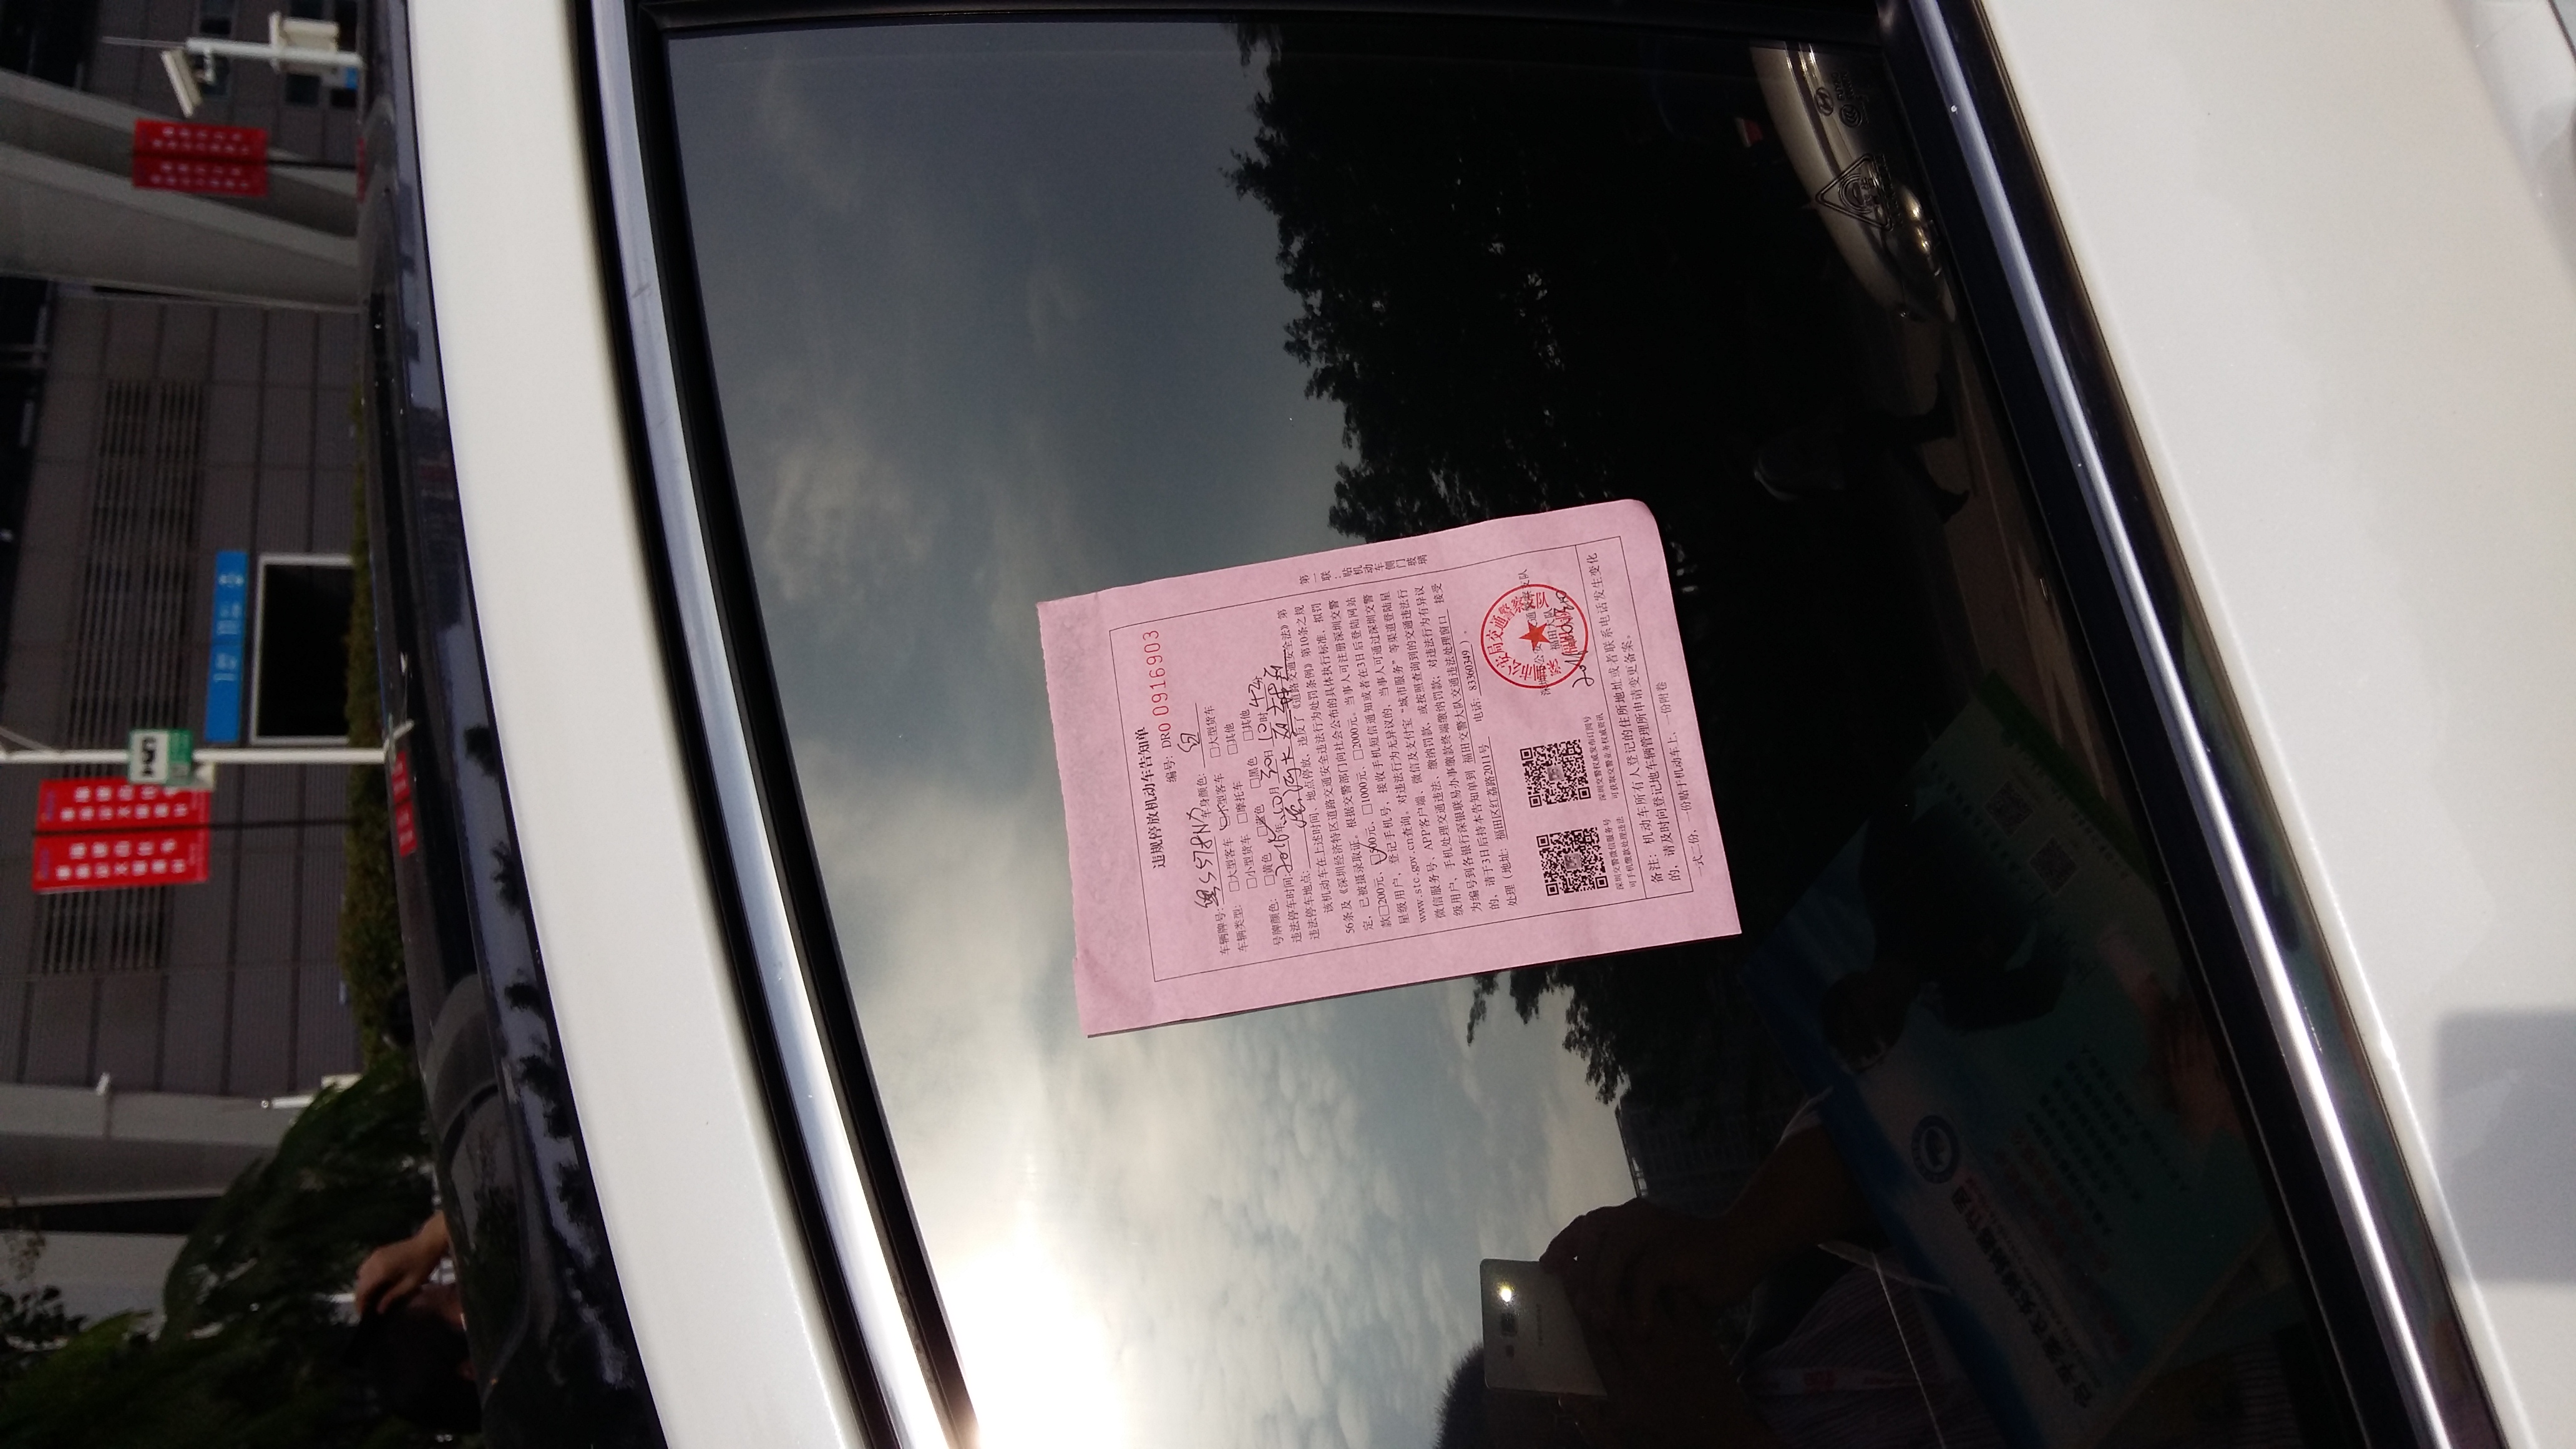 违规停放机动车告知单
编号: DR0 0916903
车辆牌号: 粤S578N 车身颜色: 白
车辆类型: □大型客车 □小型客车 □大型货车
□小型货车 □摩托车 □其他
号牌颜色: □黄色 □蓝色 □黑色 □其他
违法停车时间: 2016年10月30日10时42分
违法停车地点:
该机动车在上述时间、地点停放,违反了《道路交通安全法》第
56条及《深圳经济特区道路交通安全违法行为处罚条例》第10条之规
定,已被摄录取证。根据交警部门向社会公布的具体执行标准,拟罚
款□200元、□500元、□1000元、□2000元。当事人可注册深圳交警
星级用户,登记手机号,接收手机短信通知或者在3日后登陆网站
www.stc.gov.cn查询。对违法行为无异议的,当事人可通过深圳交警
微信服务号、APP客户端、微信及支付宝“城市服务”等渠道登陆星
级用户,手机处理交通违法、缴纳罚款,或按照查询到的交通违法行
为编号到各银行深银联易办事缴款终端缴纳罚款;对违法行为有异议
的,请于3日后持本告知单到 福田交警大队交通违法处理窗口 接受
处理(地址: 福田区红荔路2011号 电话: 83360349 )。
深圳市公安局交通警察支队
福田大队
深圳交警微信服务号
可手机缴款处理违法
深圳交警权威发布订阅号
可获取交警业务权威资讯
备注: 机动车所有人登记的住所地址或者联系电话发生变化
的,请及时向登记地车辆管理所申请变更备案。
一式二份,一份贴于机动车上、一份附卷
第一联:贴机动车侧门玻璃